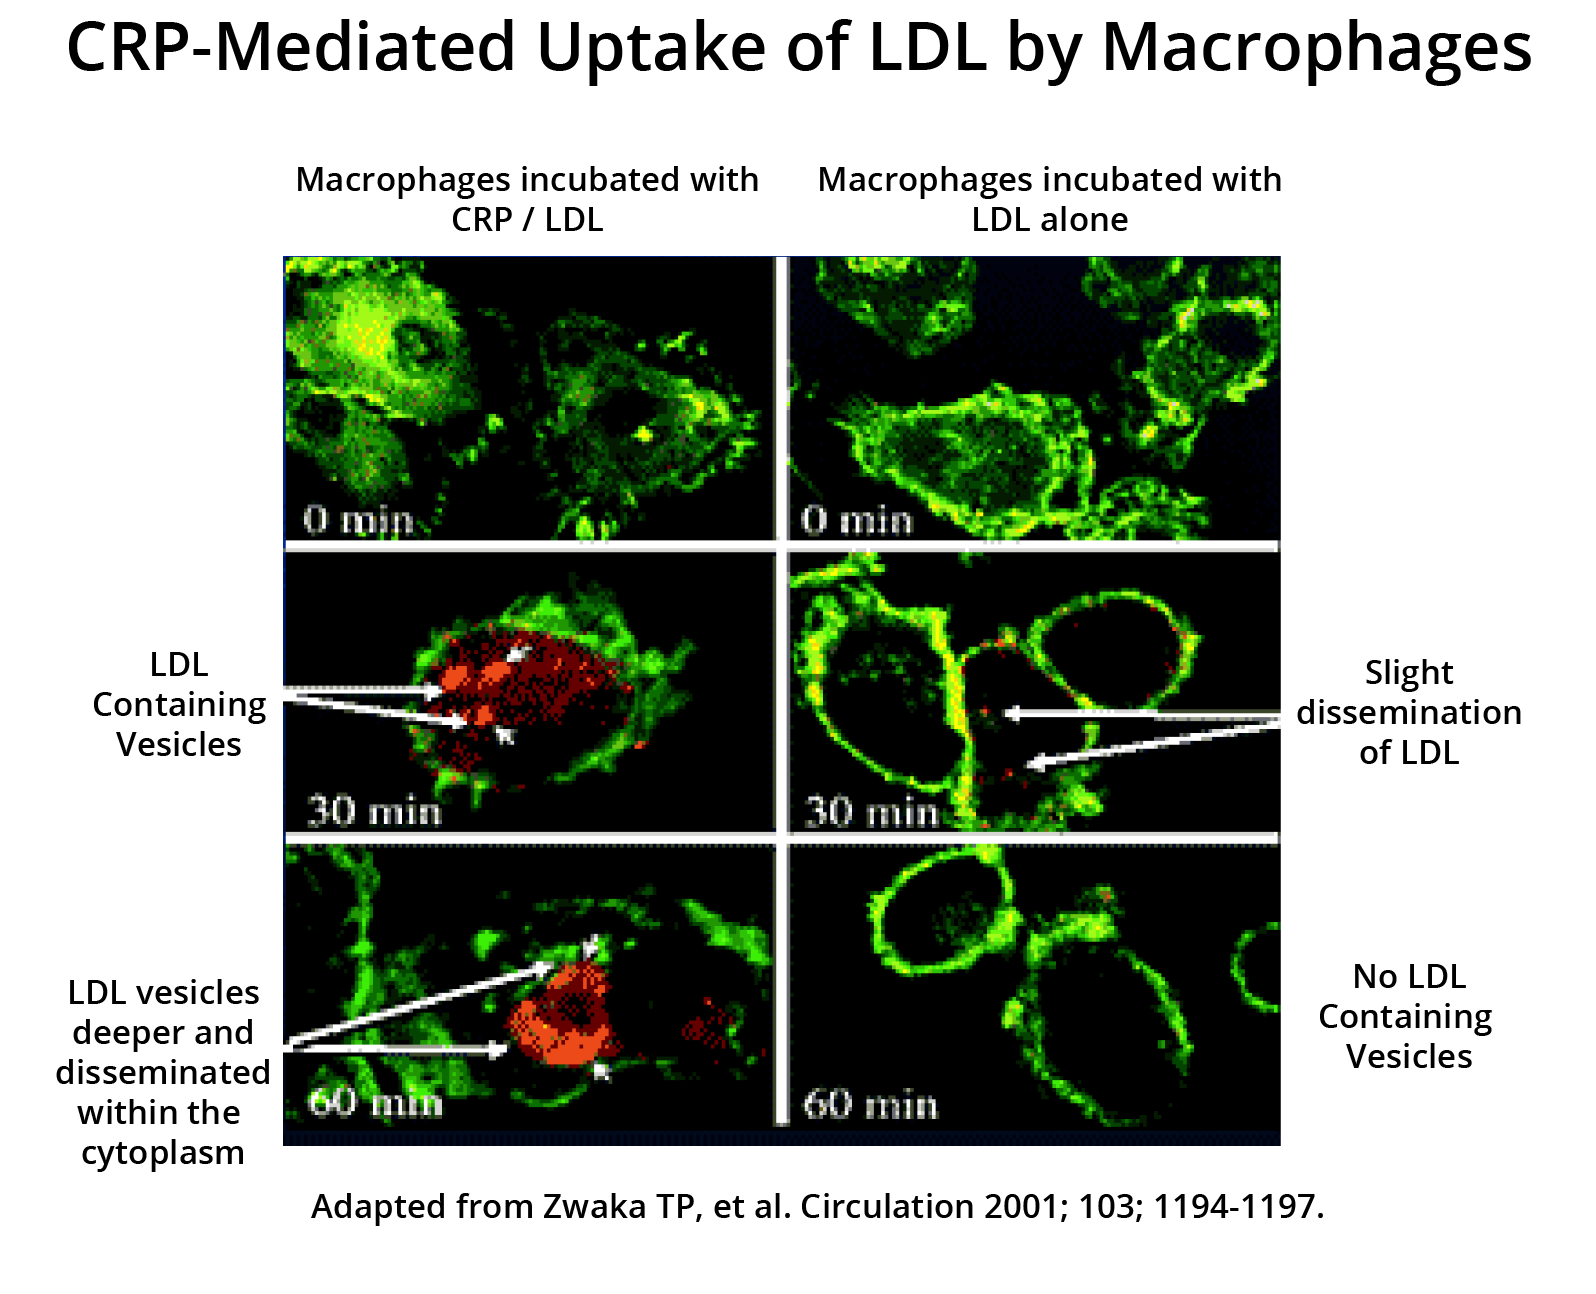 CRP-Mediated Uptake of LDL by Macrophages
Macrophages incubated with
CRP / LDL
Macrophages incubated with
LDL alone
0 min
0 min
LDL
Containing
Vesicles
30 min
30 min
Slight
dissemination
of LDL
LDL vesicles
deeper and
disseminated
within the
cytoplasm
60 min
60 min
No LDL
Containing
Vesicles
Adapted from Zwaka TP, et al. Circulation 2001; 103; 1194-1197.